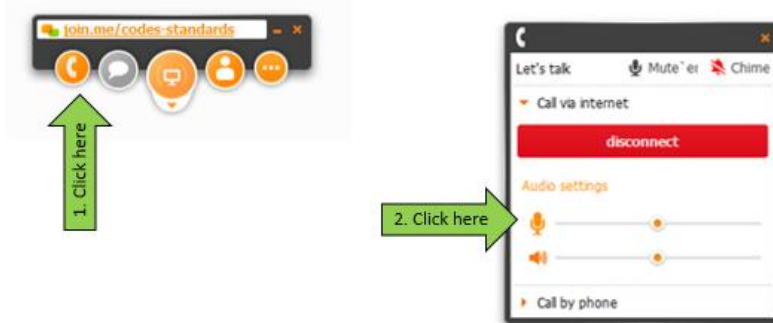 join.me/codes-standards
1. Click here
Let's talk
Mute`er
Chime
Call via internet
disconnect
Audio settings
2. Click here
Call by phone